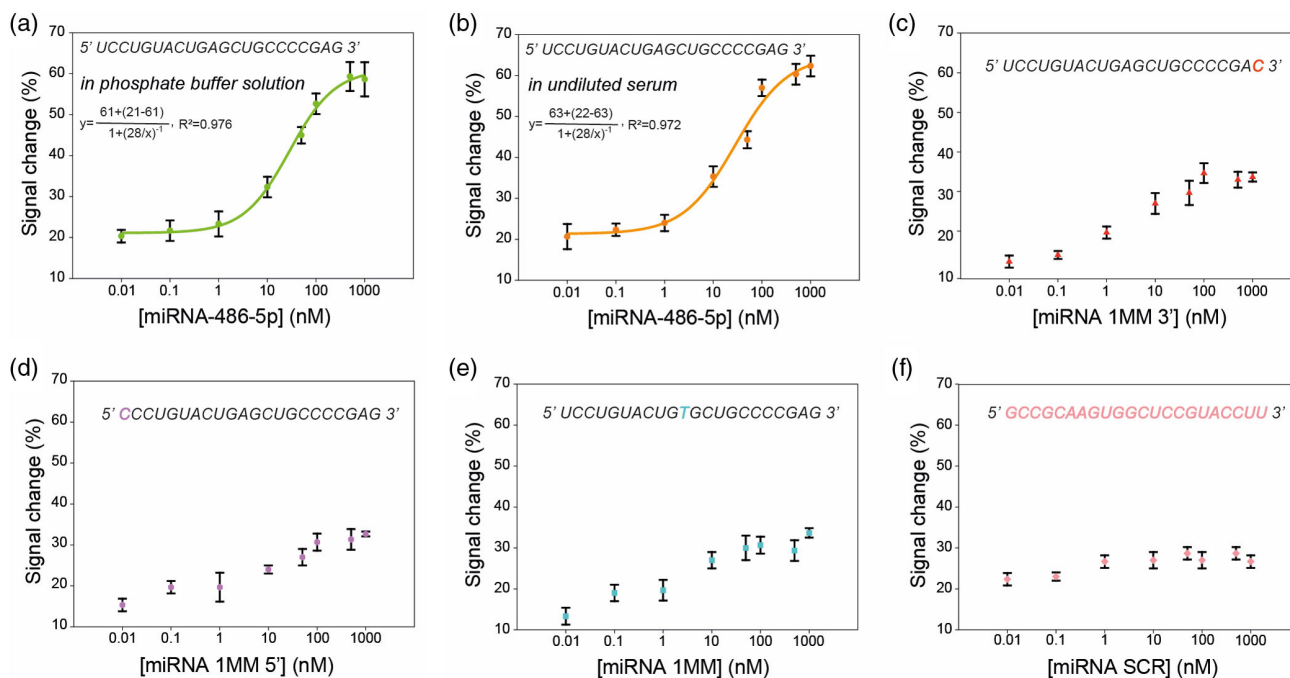 (a)
70
60
50
40
30
20
10
Signal change (%)
5' UCCUGUACUGAGCUGCCCCGAG 3'
in phosphate buffer solution
y= 61+(21-61) / 1+(28/x)⁻¹ , R²=0.976
0.01 0.1 1 10 100 1000
[miRNA-486-5p] (nM)
(b)
70
60
50
40
30
20
10
Signal change (%)
5' UCCUGUACUGAGCUGCCCCGAG 3'
in undiluted serum
y= 63+(22-63) / 1+(28/x)⁻¹ , R²=0.972
0.01 0.1 1 10 100 1000
[miRNA-486-5p] (nM)
(c)
70
60
50
40
30
20
10
Signal change (%)
5' UCCUGUACUGAGCUGCCCCGAC 3'
0.01 0.1 1 10 100 1000
[miRNA 1MM 3'] (nM)
(d)
70
60
50
40
30
20
10
Signal change (%)
5' CCCUGUACUGAGCUGCCCCGAG 3'
0.01 0.1 1 10 100 1000
[miRNA 1MM 5'] (nM)
(e)
70
60
50
40
30
20
10
Signal change (%)
5' UCCUGUACUGTGCUGCCCCGAG 3'
0.01 0.1 1 10 100 1000
[miRNA 1MM] (nM)
(f)
70
60
50
40
30
20
10
Signal change (%)
5' GCCGCAAGUGGCUCCGUACCUU 3'
0.01 0.1 1 10 100 1000
[miRNA SCR] (nM)